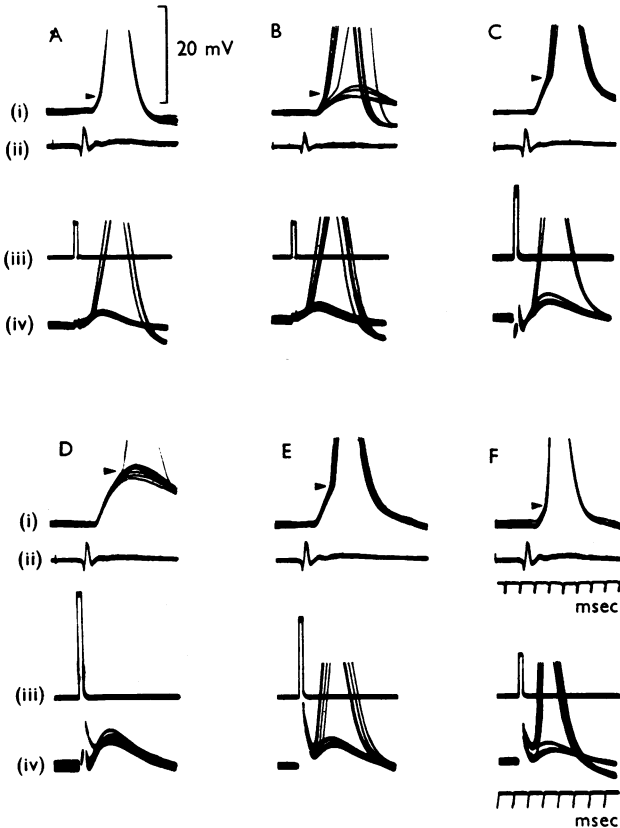 A
20 mV
B
C
(i)
(ii)
(iii)
(iv)
D
E
F
(i)
(ii)
msec
(iii)
(iv)
msec